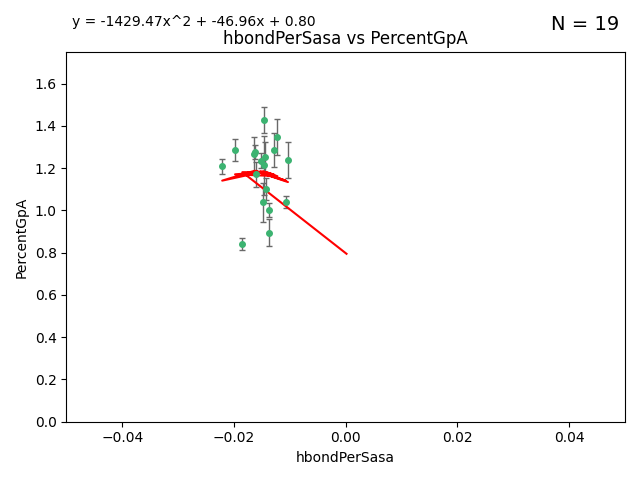 y = -1429.47x^2 + -46.96x + 0.80
N = 19
hbondPerSasa vs PercentGpA
1.6
1.4
1.2
1.0
0.8
0.6
0.4
0.2
0.0
PercentGpA
−0.04
−0.02
0.00
0.02
0.04
hbondPerSasa